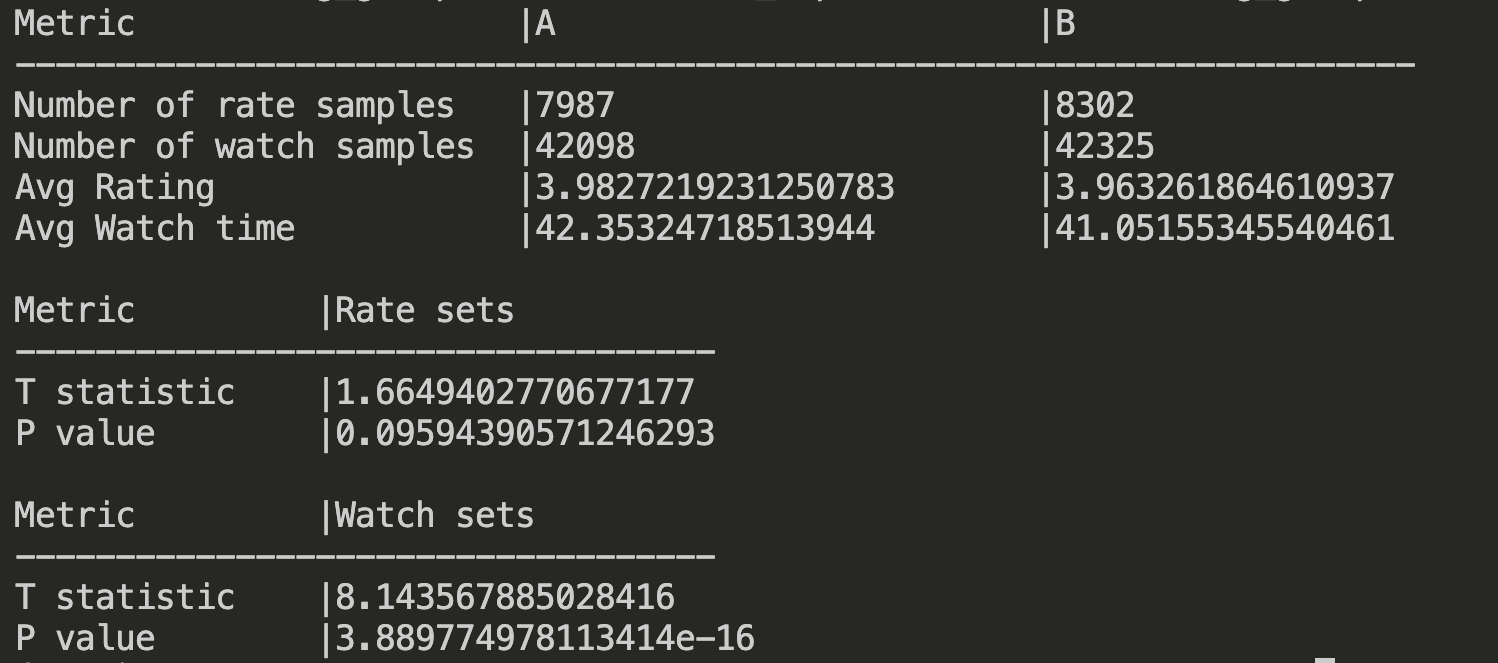 Metric |A |B
----------------------------------------------------------------------
Number of rate samples |7987 |8302
Number of watch samples |42098 |42325
Avg Rating |3.9827219231250783 |3.963261864610937
Avg Watch time |42.35324718513944 |41.05155345540461
Metric |Rate sets
-----------------------------------
T statistic |1.6649402770677177
P value |0.09594390571246293
Metric |Watch sets
-----------------------------------
T statistic |8.143567885028416
P value |3.889774978113414e-16